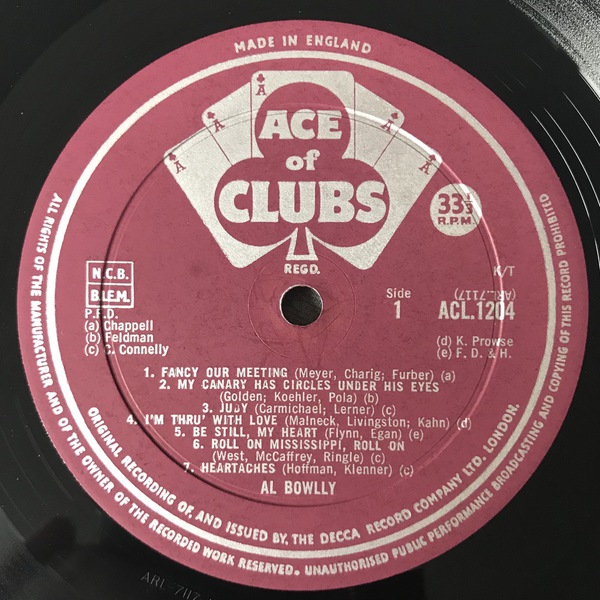 MADE IN ENGLAND
A
A
A
A
ACE
of
CLUBS
REGD.
33⅓
R.P.M.
N.C.B.
B.I.E.M.
P.F.D.
(a) Chappell
(b) Feldman
(c) C. Connelly
K/T
(ARL.7117)
Side
1
ACL.1204
(d) K. Prowse
(e) F. D. & H.
1. FANCY OUR MEETING (Meyer, Charig; Furber) (a)
2. MY CANARY HAS CIRCLES UNDER HIS EYES
(Golden; Koehler, Pola) (b)
3. JUDY (Carmichael; Lerner) (c)
4. I'M THRU' WITH LOVE (Malneck, Livingston; Kahn) (d)
5. BE STILL, MY HEART (Flynn, Egan) (e)
6. ROLL ON MISSISSIPPI, ROLL ON
(West, McCaffrey, Ringle) (c)
7. HEARTACHES (Hoffman, Klenner) (c)
AL BOWLLY
ALL RIGHTS OF THE MANUFACTURER AND OF THE OWNER OF THE RECORDED WORK RESERVED. UNAUTHORISED PUBLIC PERFORMANCE BROADCASTING AND COPYING OF THIS RECORD PROHIBITED
ORIGINAL RECORDING OF, AND ISSUED BY, THE DECCA RECORD COMPANY LTD. LONDON.